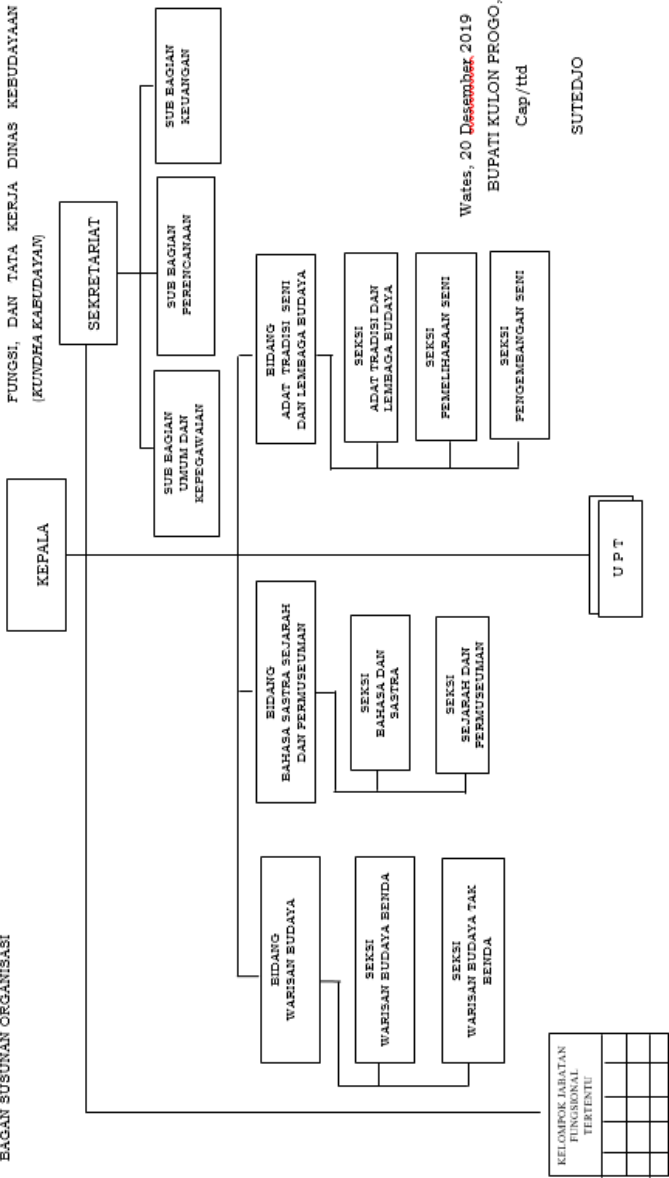 BAGAN SUSUNAN ORGANISASI
FUNGSI, DAN TATA KERJA DINAS KEBUDAYAAN
(KUNDHA KABUDAYAN)
KEPALA
SEKRETARIAT
SUB BAGIAN
UMUM DAN
KEPEGAWAIAN
SUB BAGIAN
PERENCANAAN
SUB BAGIAN
KEUANGAN
BIDANG
WARISAN BUDAYA
SEKSI
WARISAN BUDAYA BENDA
SEKSI
WARISAN BUDAYA TAK
BENDA
BIDANG
BAHASA SASTRA SEJARAH
DAN PERMUSEUMAN
SEKSI
BAHASA DAN
SASTRA
SEKSI
SEJARAH DAN
PERMUSEUMAN
BIDANG
ADAT TRADISI SENI
DAN LEMBAGA BUDAYA
SEKSI
ADAT TRADISI DAN
LEMBAGA BUDAYA
SEKSI
PEMELIHARAAN SENI
SEKSI
PENGEMBANGAN SENI
KELOMPOK JABATAN
FUNGSIONAL
TERTENTU
U P T
Wates, 20 Desember 2019
BUPATI KULON PROGO,
Cap/ttd
SUTEDJO